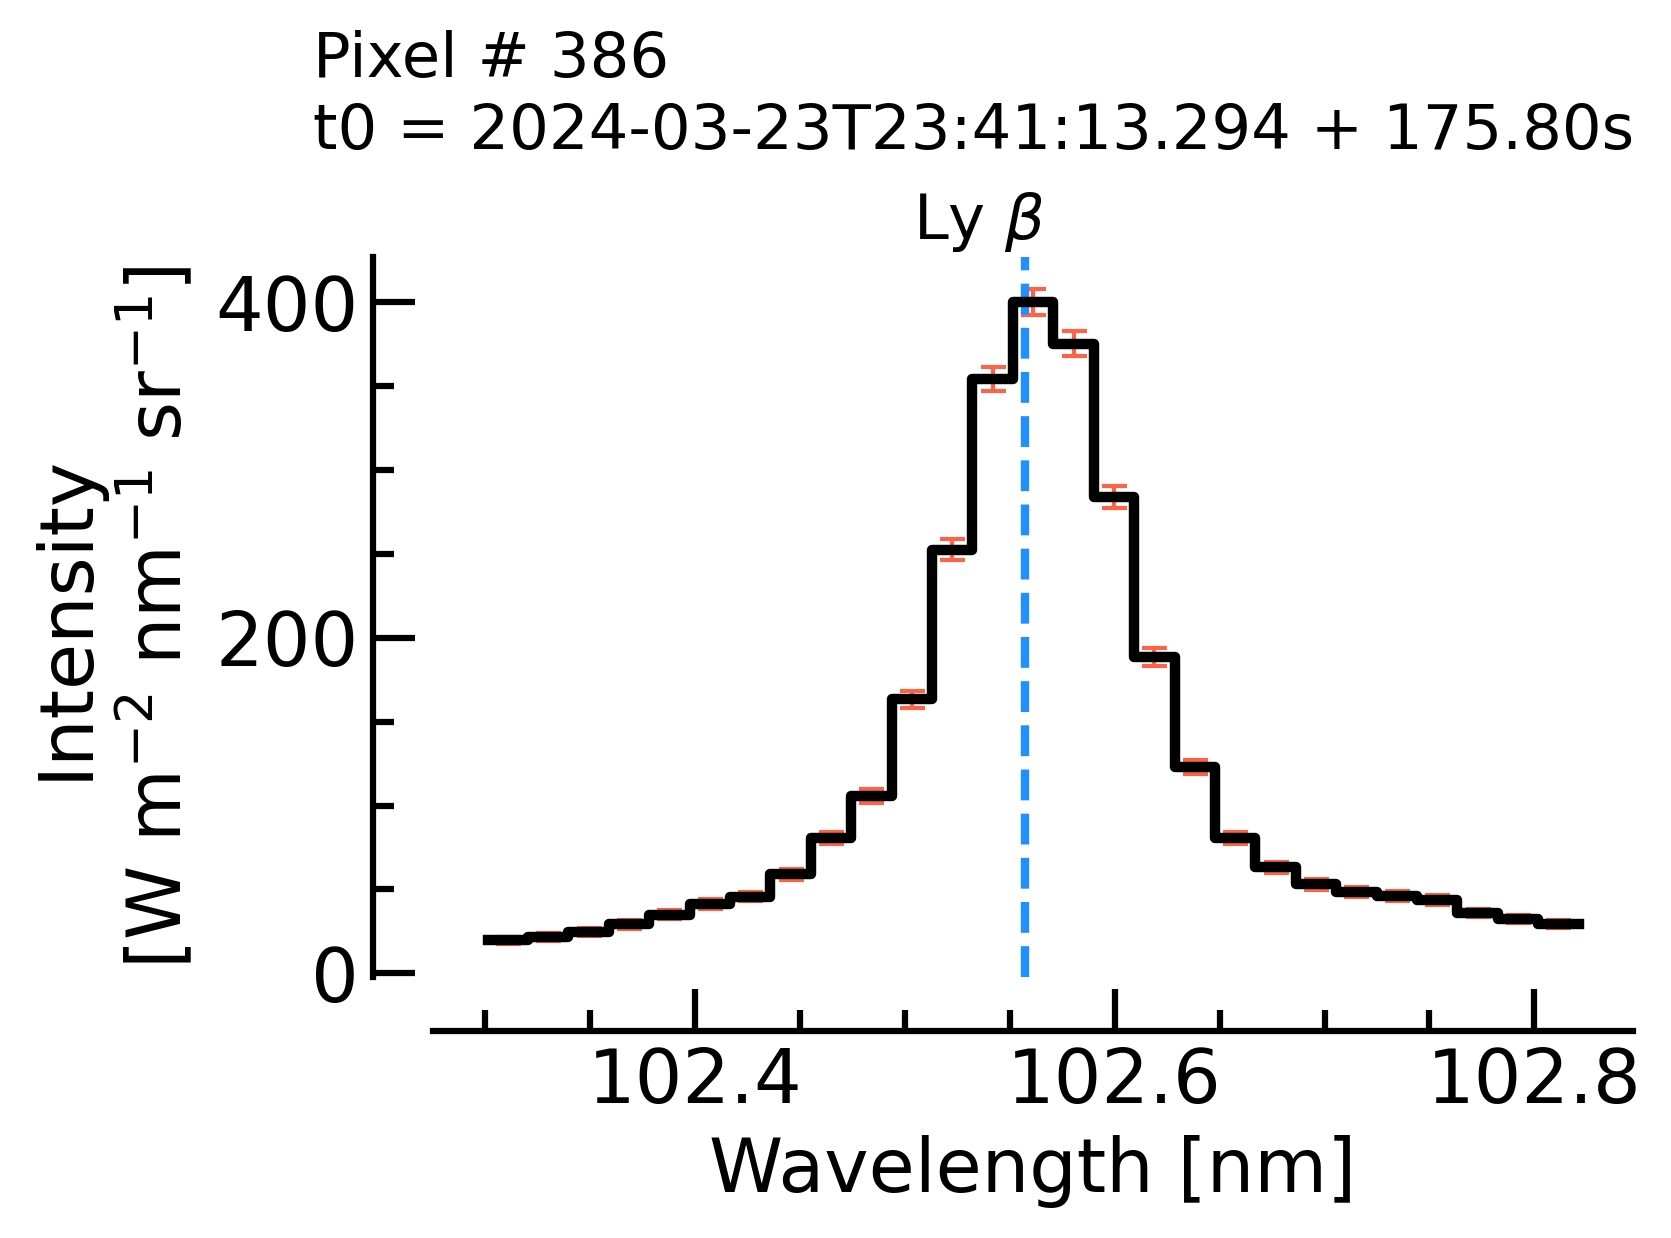 Pixel # 386
t0 = 2024-03-23T23:41:13.294 + 175.80s
Ly β
Intensity
[W m⁻² nm⁻¹ sr⁻¹]
400
200
0
102.4 102.6 102.8
Wavelength [nm]